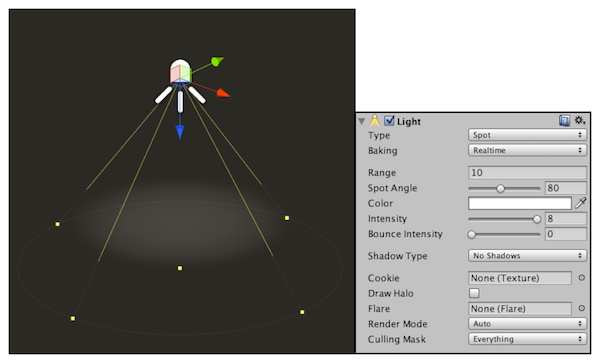 Light
Type Spot
Baking Realtime
Range 10
Spot Angle 80
Color
Intensity 8
Bounce Intensity 0
Shadow Type No Shadows
Cookie None (Texture)
Draw Halo
Flare None (Flare)
Render Mode Auto
Culling Mask Everything